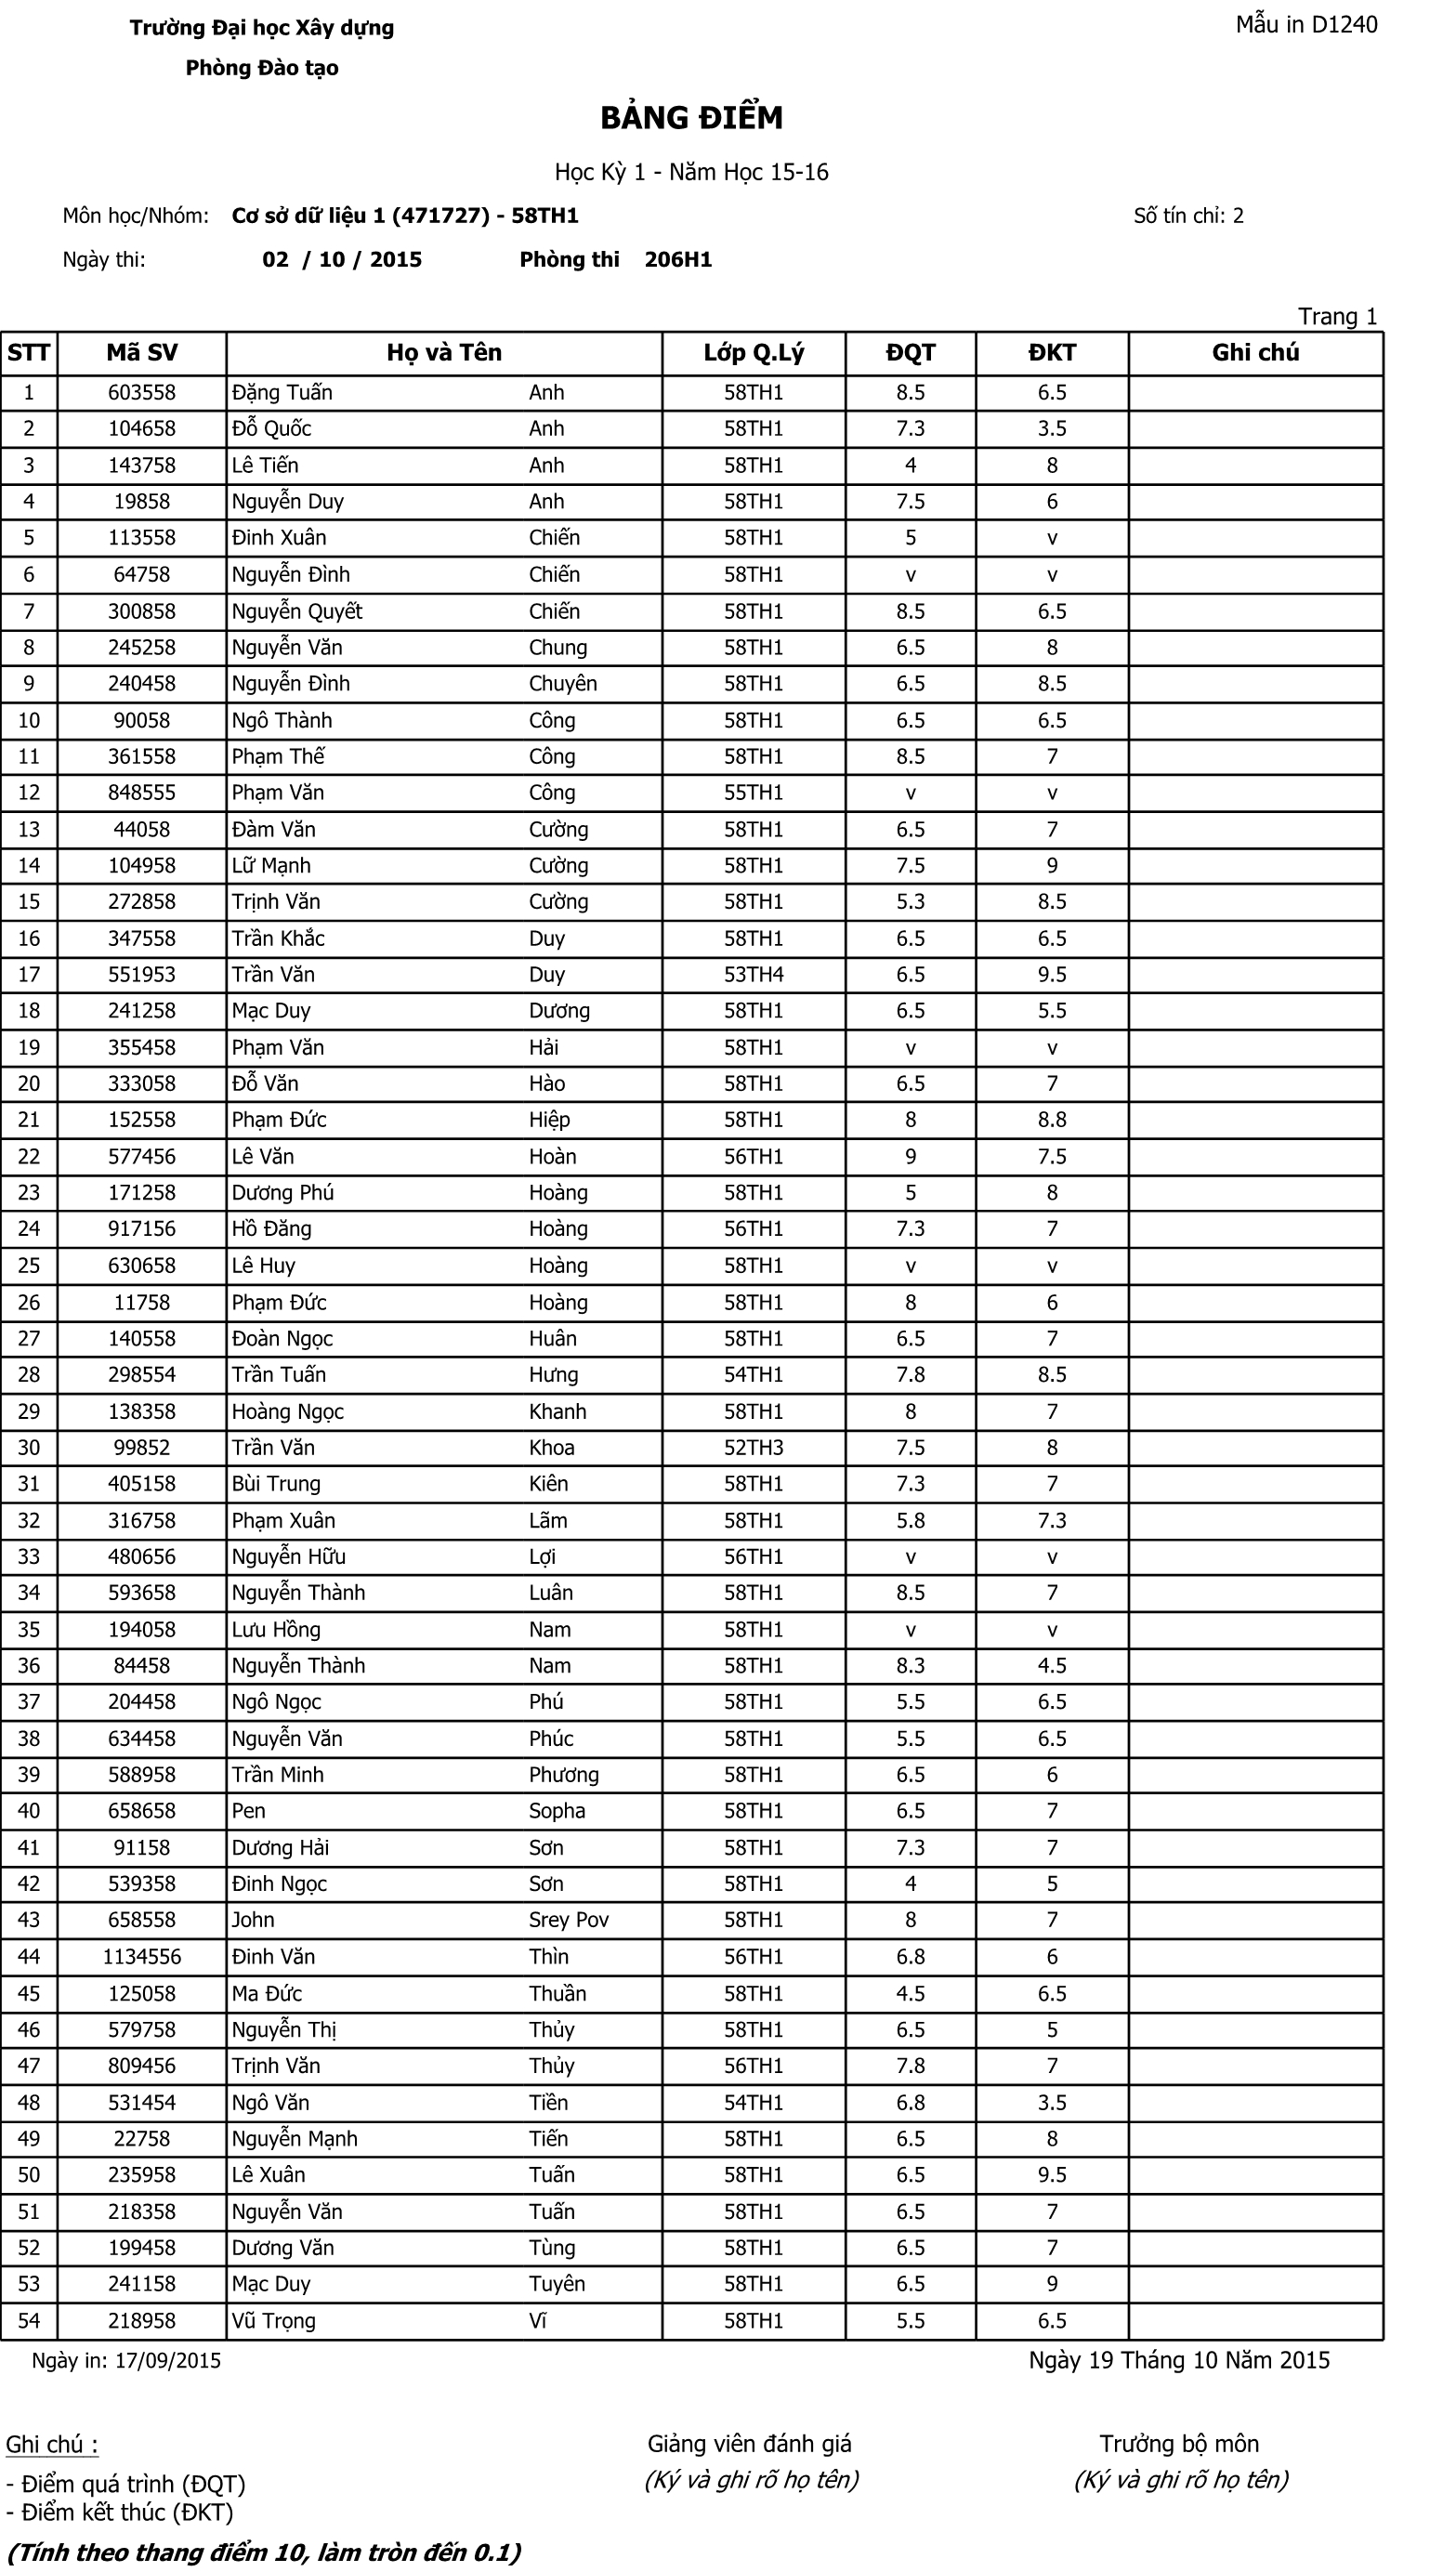 Trường Đại học Xây dựng Mẫu in D1240
Phòng Đào tạo
BẢNG ĐIỂM
Học Kỳ 1 - Năm Học 15-16
Môn học/Nhóm: Cơ sở dữ liệu 1 (471727) - 58TH1 Số tín chỉ: 2
Ngày thi: 02 / 10 / 2015 Phòng thi 206H1
Trang 1
STT Mã SV Họ và Tên Lớp Q.Lý ĐQT ĐKT Ghi chú
1 603558 Đặng Tuấn Anh 58TH1 8.5 6.5
2 104658 Đỗ Quốc Anh 58TH1 7.3 3.5
3 143758 Lê Tiến Anh 58TH1 4 8
4 19858 Nguyễn Duy Anh 58TH1 7.5 6
5 113558 Đinh Xuân Chiến 58TH1 5 v
6 64758 Nguyễn Đình Chiến 58TH1 v v
7 300858 Nguyễn Quyết Chiến 58TH1 8.5 6.5
8 245258 Nguyễn Văn Chung 58TH1 6.5 8
9 240458 Nguyễn Đình Chuyên 58TH1 6.5 8.5
10 90058 Ngô Thành Công 58TH1 6.5 6.5
11 361558 Phạm Thế Công 58TH1 8.5 7
12 848555 Phạm Văn Công 55TH1 v v
13 44058 Đàm Văn Cường 58TH1 6.5 7
14 104958 Lữ Mạnh Cường 58TH1 7.5 9
15 272858 Trịnh Văn Cường 58TH1 5.3 8.5
16 347558 Trần Khắc Duy 58TH1 6.5 6.5
17 551953 Trần Văn Duy 53TH4 6.5 9.5
18 241258 Mạc Duy Dương 58TH1 6.5 5.5
19 355458 Phạm Văn Hải 58TH1 v v
20 333058 Đỗ Văn Hào 58TH1 6.5 7
21 152558 Phạm Đức Hiệp 58TH1 8 8.8
22 577456 Lê Văn Hoàn 56TH1 9 7.5
23 171258 Dương Phú Hoàng 58TH1 5 8
24 917156 Hồ Đăng Hoàng 56TH1 7.3 7
25 630658 Lê Huy Hoàng 58TH1 v v
26 11758 Phạm Đức Hoàng 58TH1 8 6
27 140558 Đoàn Ngọc Huân 58TH1 6.5 7
28 298554 Trần Tuấn Hưng 54TH1 7.8 8.5
29 138358 Hoàng Ngọc Khanh 58TH1 8 7
30 99852 Trần Văn Khoa 52TH3 7.5 8
31 405158 Bùi Trung Kiên 58TH1 7.3 7
32 316758 Phạm Xuân Lãm 58TH1 5.8 7.3
33 480656 Nguyễn Hữu Lợi 56TH1 v v
34 593658 Nguyễn Thành Luân 58TH1 8.5 7
35 194058 Lưu Hồng Nam 58TH1 v v
36 84458 Nguyễn Thành Nam 58TH1 8.3 4.5
37 204458 Ngô Ngọc Phú 58TH1 5.5 6.5
38 634458 Nguyễn Văn Phúc 58TH1 5.5 6.5
39 588958 Trần Minh Phương 58TH1 6.5 6
40 658658 Pen Sopha 58TH1 6.5 7
41 91158 Dương Hải Sơn 58TH1 7.3 7
42 539358 Đinh Ngọc Sơn 58TH1 4 5
43 658558 John Srey Pov 58TH1 8 7
44 1134556 Đinh Văn Thìn 56TH1 6.8 6
45 125058 Ma Đức Thuần 58TH1 4.5 6.5
46 579758 Nguyễn Thị Thủy 58TH1 6.5 5
47 809456 Trịnh Văn Thủy 56TH1 7.8 7
48 531454 Ngô Văn Tiền 54TH1 6.8 3.5
49 22758 Nguyễn Mạnh Tiến 58TH1 6.5 8
50 235958 Lê Xuân Tuấn 58TH1 6.5 9.5
51 218358 Nguyễn Văn Tuấn 58TH1 6.5 7
52 199458 Dương Văn Tùng 58TH1 6.5 7
53 241158 Mạc Duy Tuyên 58TH1 6.5 9
54 218958 Vũ Trọng Vĩ 58TH1 5.5 6.5
Ngày in: 17/09/2015 Ngày 19 Tháng 10 Năm 2015
Ghi chú : Giảng viên đánh giá Trưởng bộ môn
- Điểm quá trình (ĐQT) (Ký và ghi rõ họ tên) (Ký và ghi rõ họ tên)
- Điểm kết thúc (ĐKT)
(Tính theo thang điểm 10, làm tròn đến 0.1)